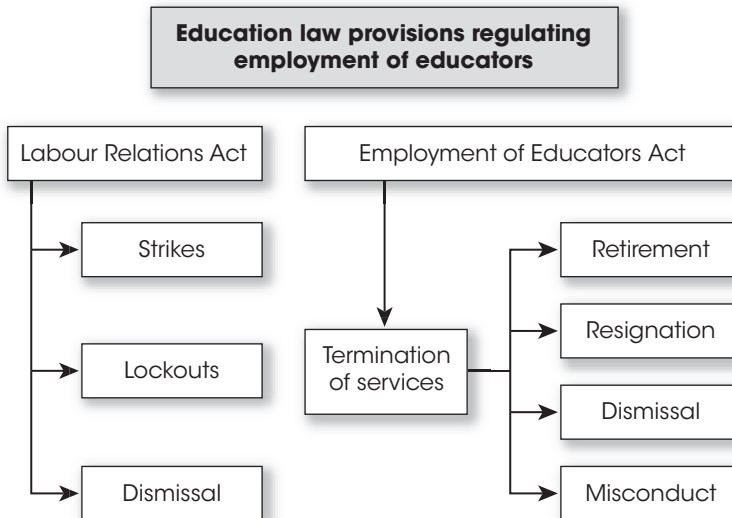 Education law provisions regulating
employment of educators
Labour Relations Act
Strikes
Lockouts
Dismissal
Employment of Educators Act
Termination
of services
Retirement
Resignation
Dismissal
Misconduct